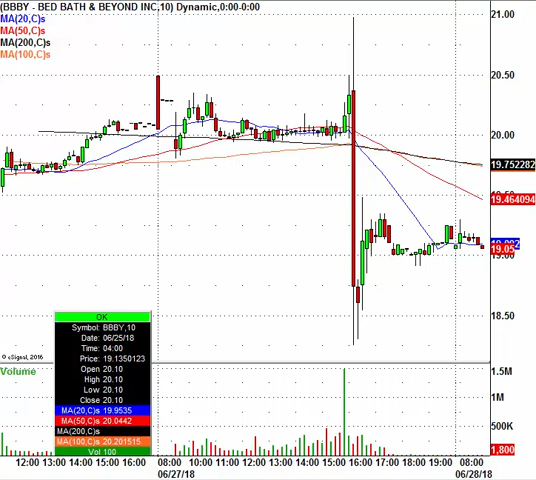 (BBBY - BED BATH & BEYOND INC,10) Dynamic,0:00-0:00
MA(20,C)s
MA(50,C)s
MA(200,C)s
MA(100,C)s
21.00
20.50
20.00
19.752282
19.464094
19.05
19.00
18.50
OK
Symbol: BBBY,10
Date: 06/25/18
Time: 04:00
Price: 19.1350123
Open 20.10
High 20.10
Low 20.10
Close 20.10
MA(20,C)s 19.9535
MA(50,C)s 20.0442
MA(200,C)s
MA(100,C)s 20.201515
Vol 100
© eSignal, 2016
Volume
1.5M
1M
500K
1,800
12:00 13:00 14:00 15:00 16:00 08:00 10:00 11:00 12:00 13:00 14:00 15:00 16:00 17:00 18:00 19:00 08:00
06/27/18 06/28/18